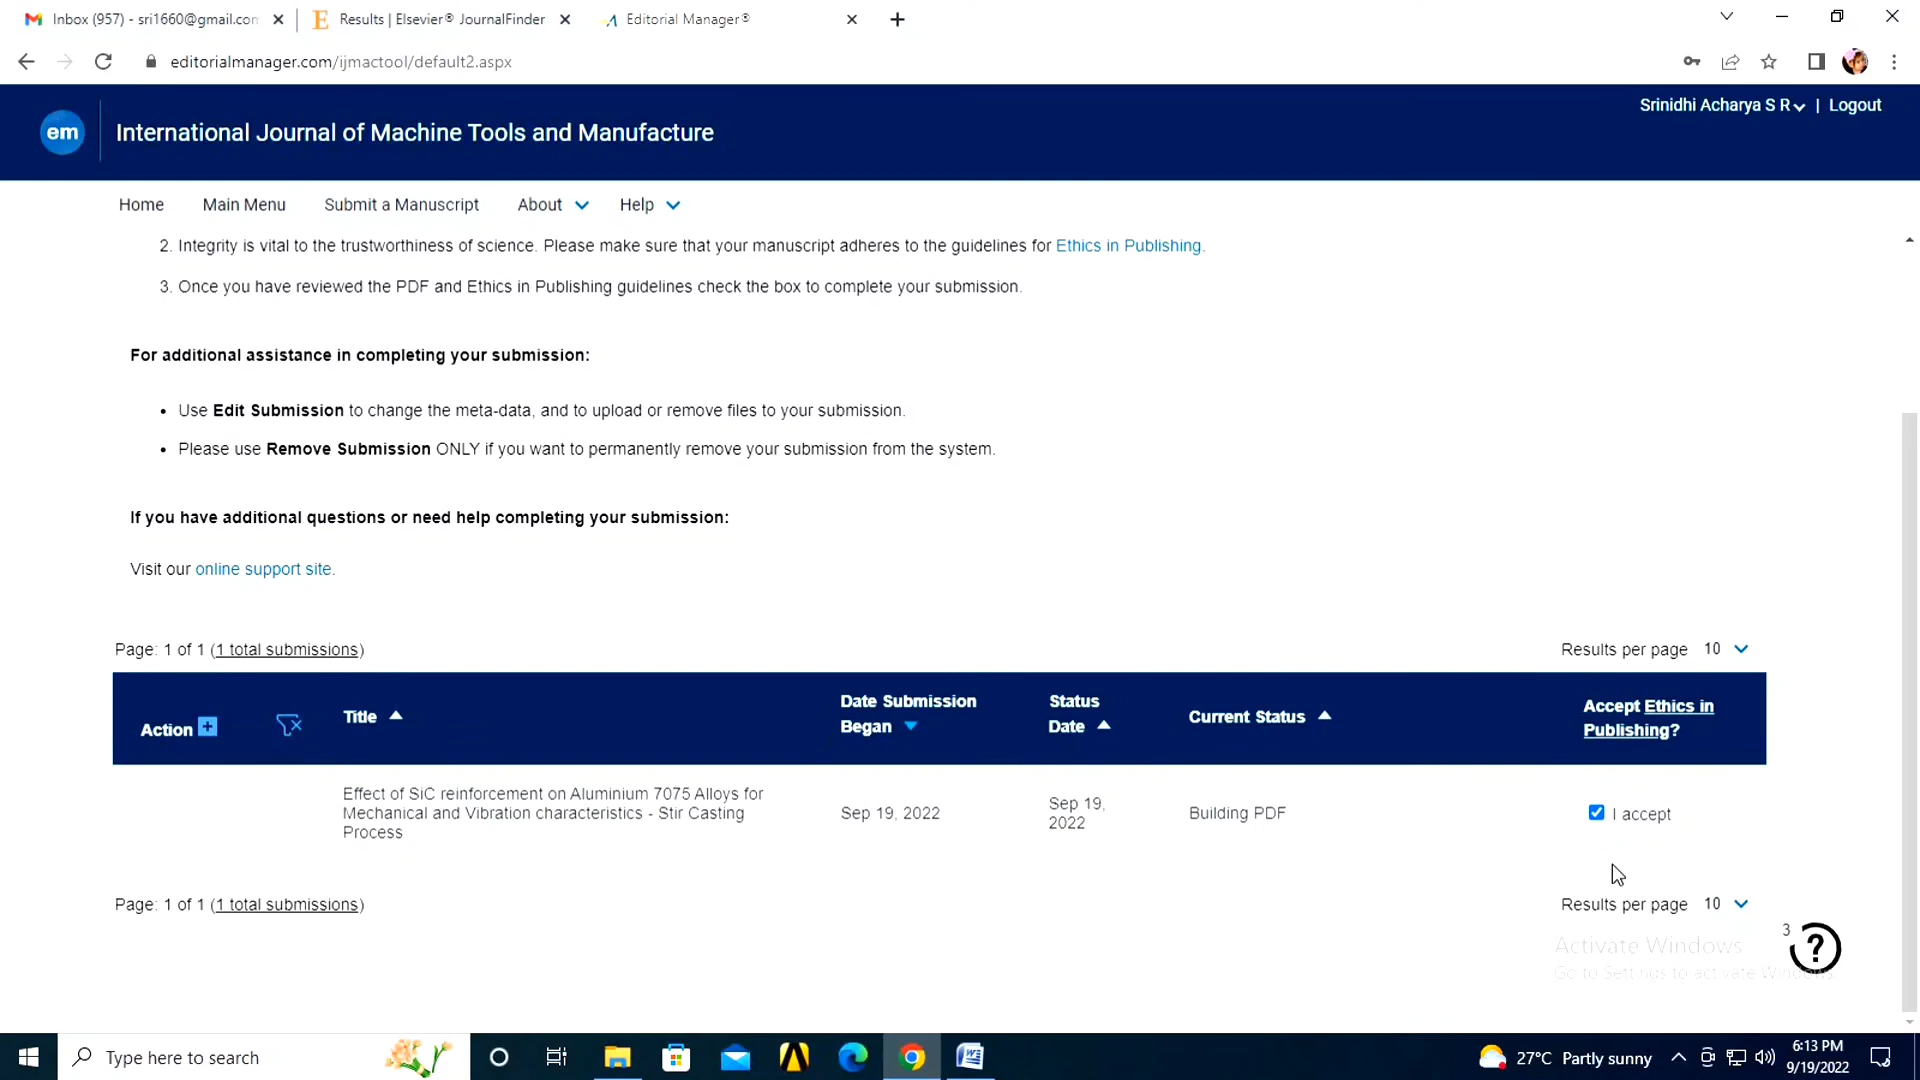 Inbox (957) - sri1660@gmail.con
Results | Elsevier® JournalFinder
Editorial Manager®
editorialmanager.com/ijmactool/default2.aspx
Srinidhi Acharya S R | Logout
em
International Journal of Machine Tools and Manufacture
Home Main Menu Submit a Manuscript About Help
2. Integrity is vital to the trustworthiness of science. Please make sure that your manuscript adheres to the guidelines for Ethics in Publishing.
3. Once you have reviewed the PDF and Ethics in Publishing guidelines check the box to complete your submission.
For additional assistance in completing your submission:
• Use Edit Submission to change the meta-data, and to upload or remove files to your submission.
• Please use Remove Submission ONLY if you want to permanently remove your submission from the system.
If you have additional questions or need help completing your submission:
Visit our online support site.
Page: 1 of 1 (1 total submissions)
Results per page 10
Action
Title
Date Submission
Began
Status
Date
Current Status
Accept Ethics in
Publishing?
Effect of SiC reinforcement on Aluminium 7075 Alloys for
Mechanical and Vibration characteristics - Stir Casting
Process
Sep 19, 2022
Sep 19,
2022
Building PDF
I accept
Page: 1 of 1 (1 total submissions)
Results per page 10
3
?
Activate Windows
Go to Settings to activate Windows.
Type here to search
27°C Partly sunny
6:13 PM
9/19/2022